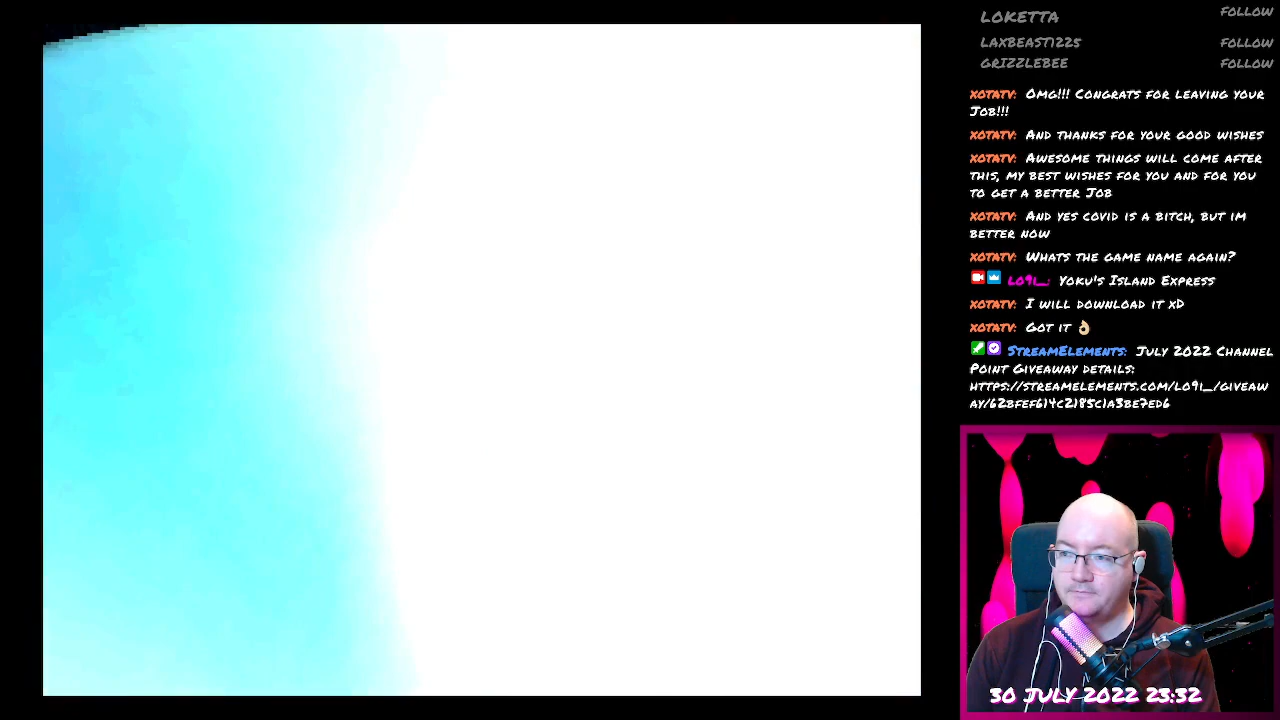 LOKETTA FOLLOW
LAXBEAST1225 FOLLOW
GRIZZLEBEE FOLLOW
XOTATV: OMG!!! CONGRATS FOR LEAVING YOUR
JOB!!!
XOTATV: AND THANKS FOR YOUR GOOD WISHES
XOTATV: AWESOME THINGS WILL COME AFTER
THIS, MY BEST WISHES FOR YOU AND FOR YOU
TO GET A BETTER JOB
XOTATV: AND YES COVID IS A BITCH, BUT IM
BETTER NOW
XOTATV: WHATS THE GAME NAME AGAIN?
LO9I_: YOKU'S ISLAND EXPRESS
XOTATV: I WILL DOWNLOAD IT XD
XOTATV: GOT IT 👌🏼
STREAMELEMENTS: JULY 2022 CHANNEL
POINT GIVEAWAY DETAILS:
HTTPS://STREAMELEMENTS.COM/LO9I_/GIVEAW
AY/62BFEF614C2185C1A3BE7ED6
30 JULY 2022 23:32